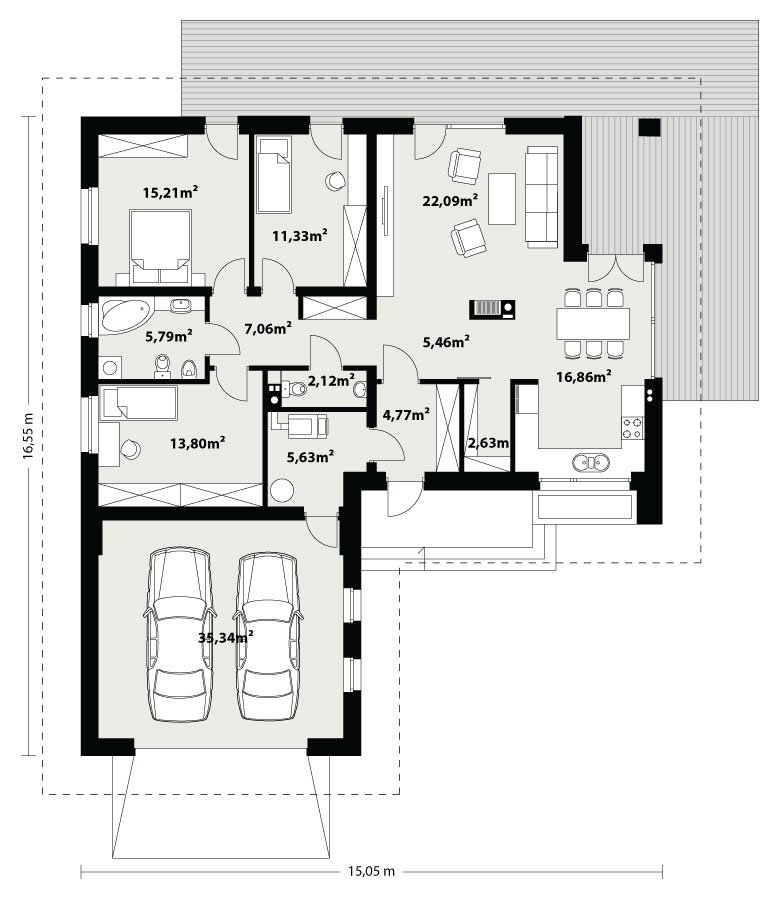 15,21m²
11,33m²
22,09m²
5,79m²
7,06m²
5,46m²
2,12m²
16,86m²
4,77m²
13,80m²
5,63m²
2,63m
16,55 m
35,34m²
15,05 m